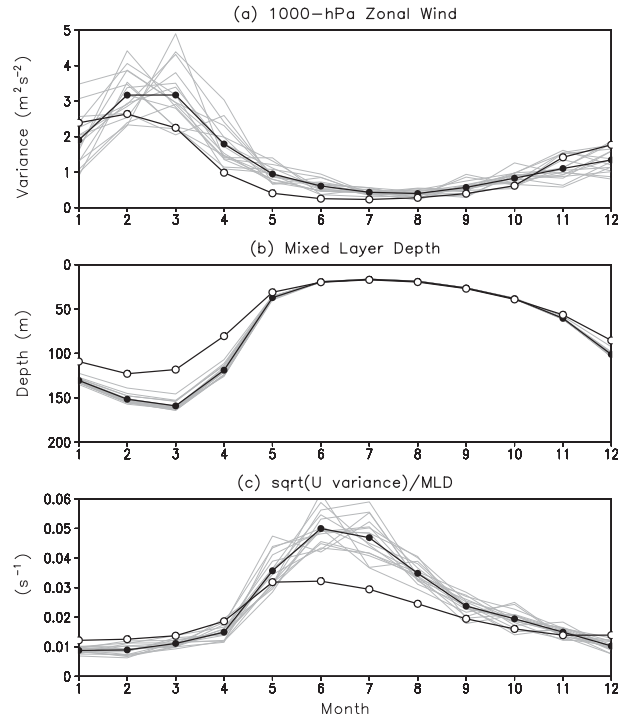 (a) 1000-hPa Zonal Wind
Variance (m²s⁻²)
5
4
3
2
1
0
1 2 3 4 5 6 7 8 9 10 11 12
(b) Mixed Layer Depth
Depth (m)
0
50
100
150
200
1 2 3 4 5 6 7 8 9 10 11 12
(c) sqrt(U variance)/MLD
(s⁻¹)
0.06
0.05
0.04
0.03
0.02
0.01
0
1 2 3 4 5 6 7 8 9 10 11 12
Month